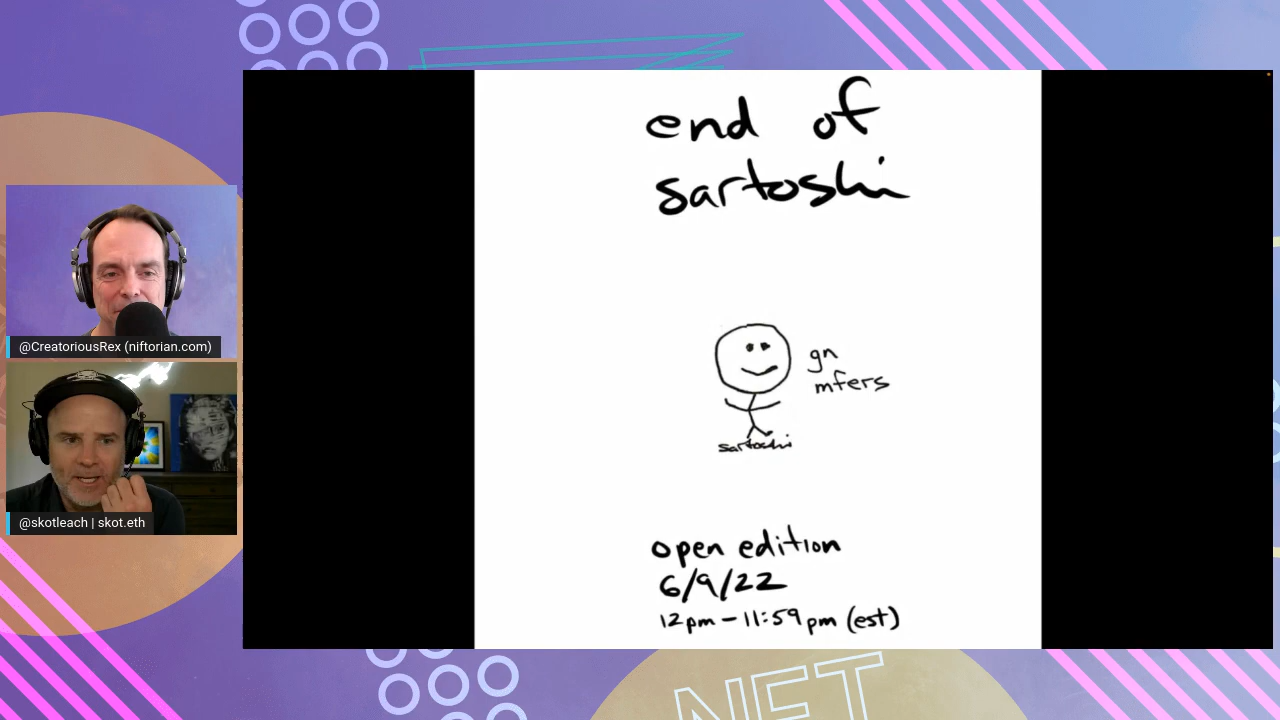 end of
sartoshi
gn
mfers
sartoshi
open edition
6/9/22
12pm - 11:59pm (est)
@CreatoriousRex (niftorian.com)
@skotleach | skot.eth
NFT